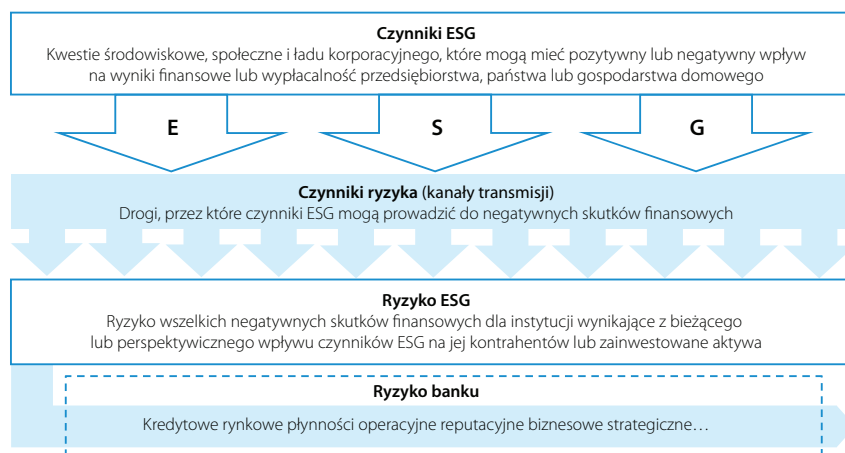 Czynniki ESG
Kwestie środowiskowe, społeczne i ładu korporacyjnego, które mogą mieć pozytywny lub negatywny wpływ
na wyniki finansowe lub wypłacalność przedsiębiorstwa, państwa lub gospodarstwa domowego
E S G
Czynniki ryzyka (kanały transmisji)
Drogi, przez które czynniki ESG mogą prowadzić do negatywnych skutków finansowych
Ryzyko ESG
Ryzyko wszelkich negatywnych skutków finansowych dla instytucji wynikające z bieżącego
lub perspektywicznego wpływu czynników ESG na jej kontrahentów lub zainwestowane aktywa
Ryzyko banku
Kredytowe rynkowe płynności operacyjne reputacyjne biznesowe strategiczne…